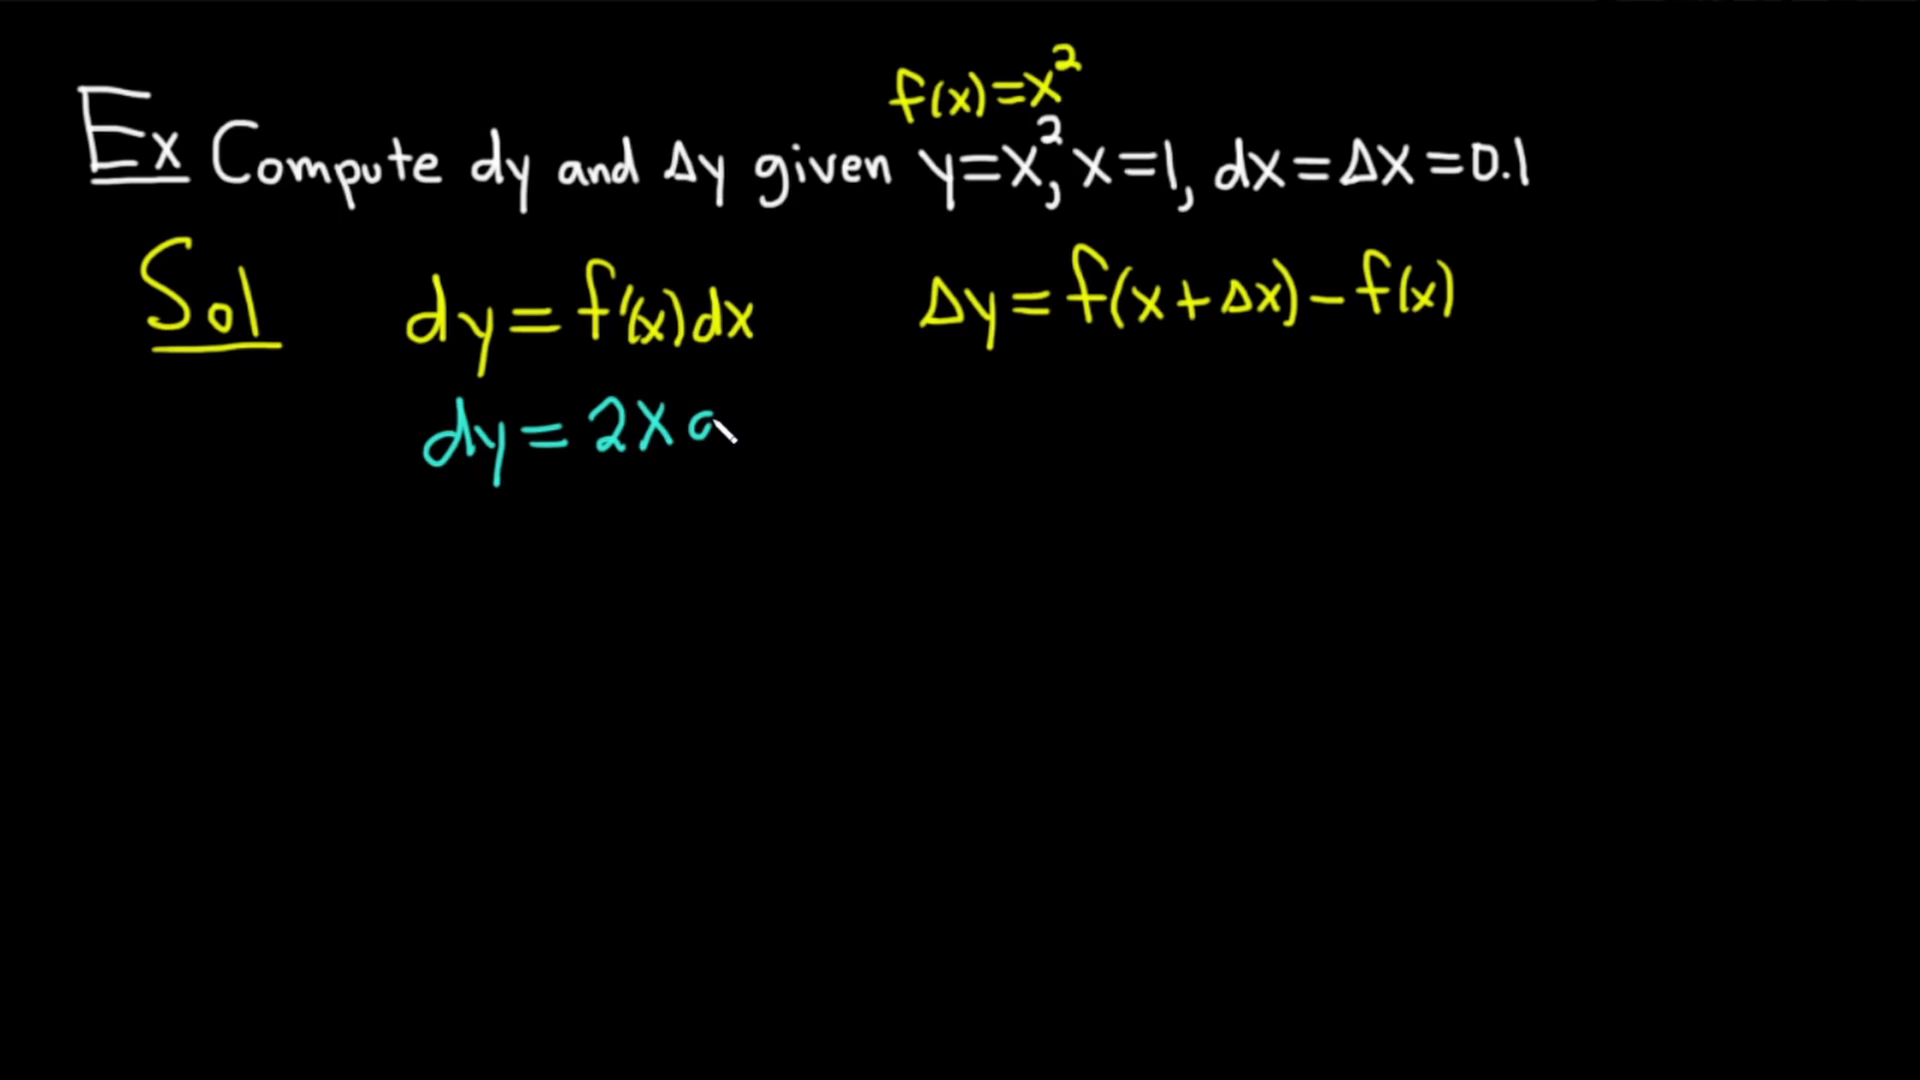 f(x)=x²
Ex Compute dy and Δy given y=x², x=1, dx=Δx=0.1
Sol dy=f'(x)dx Δy=f(x+Δx)-f(x)
dy=2x